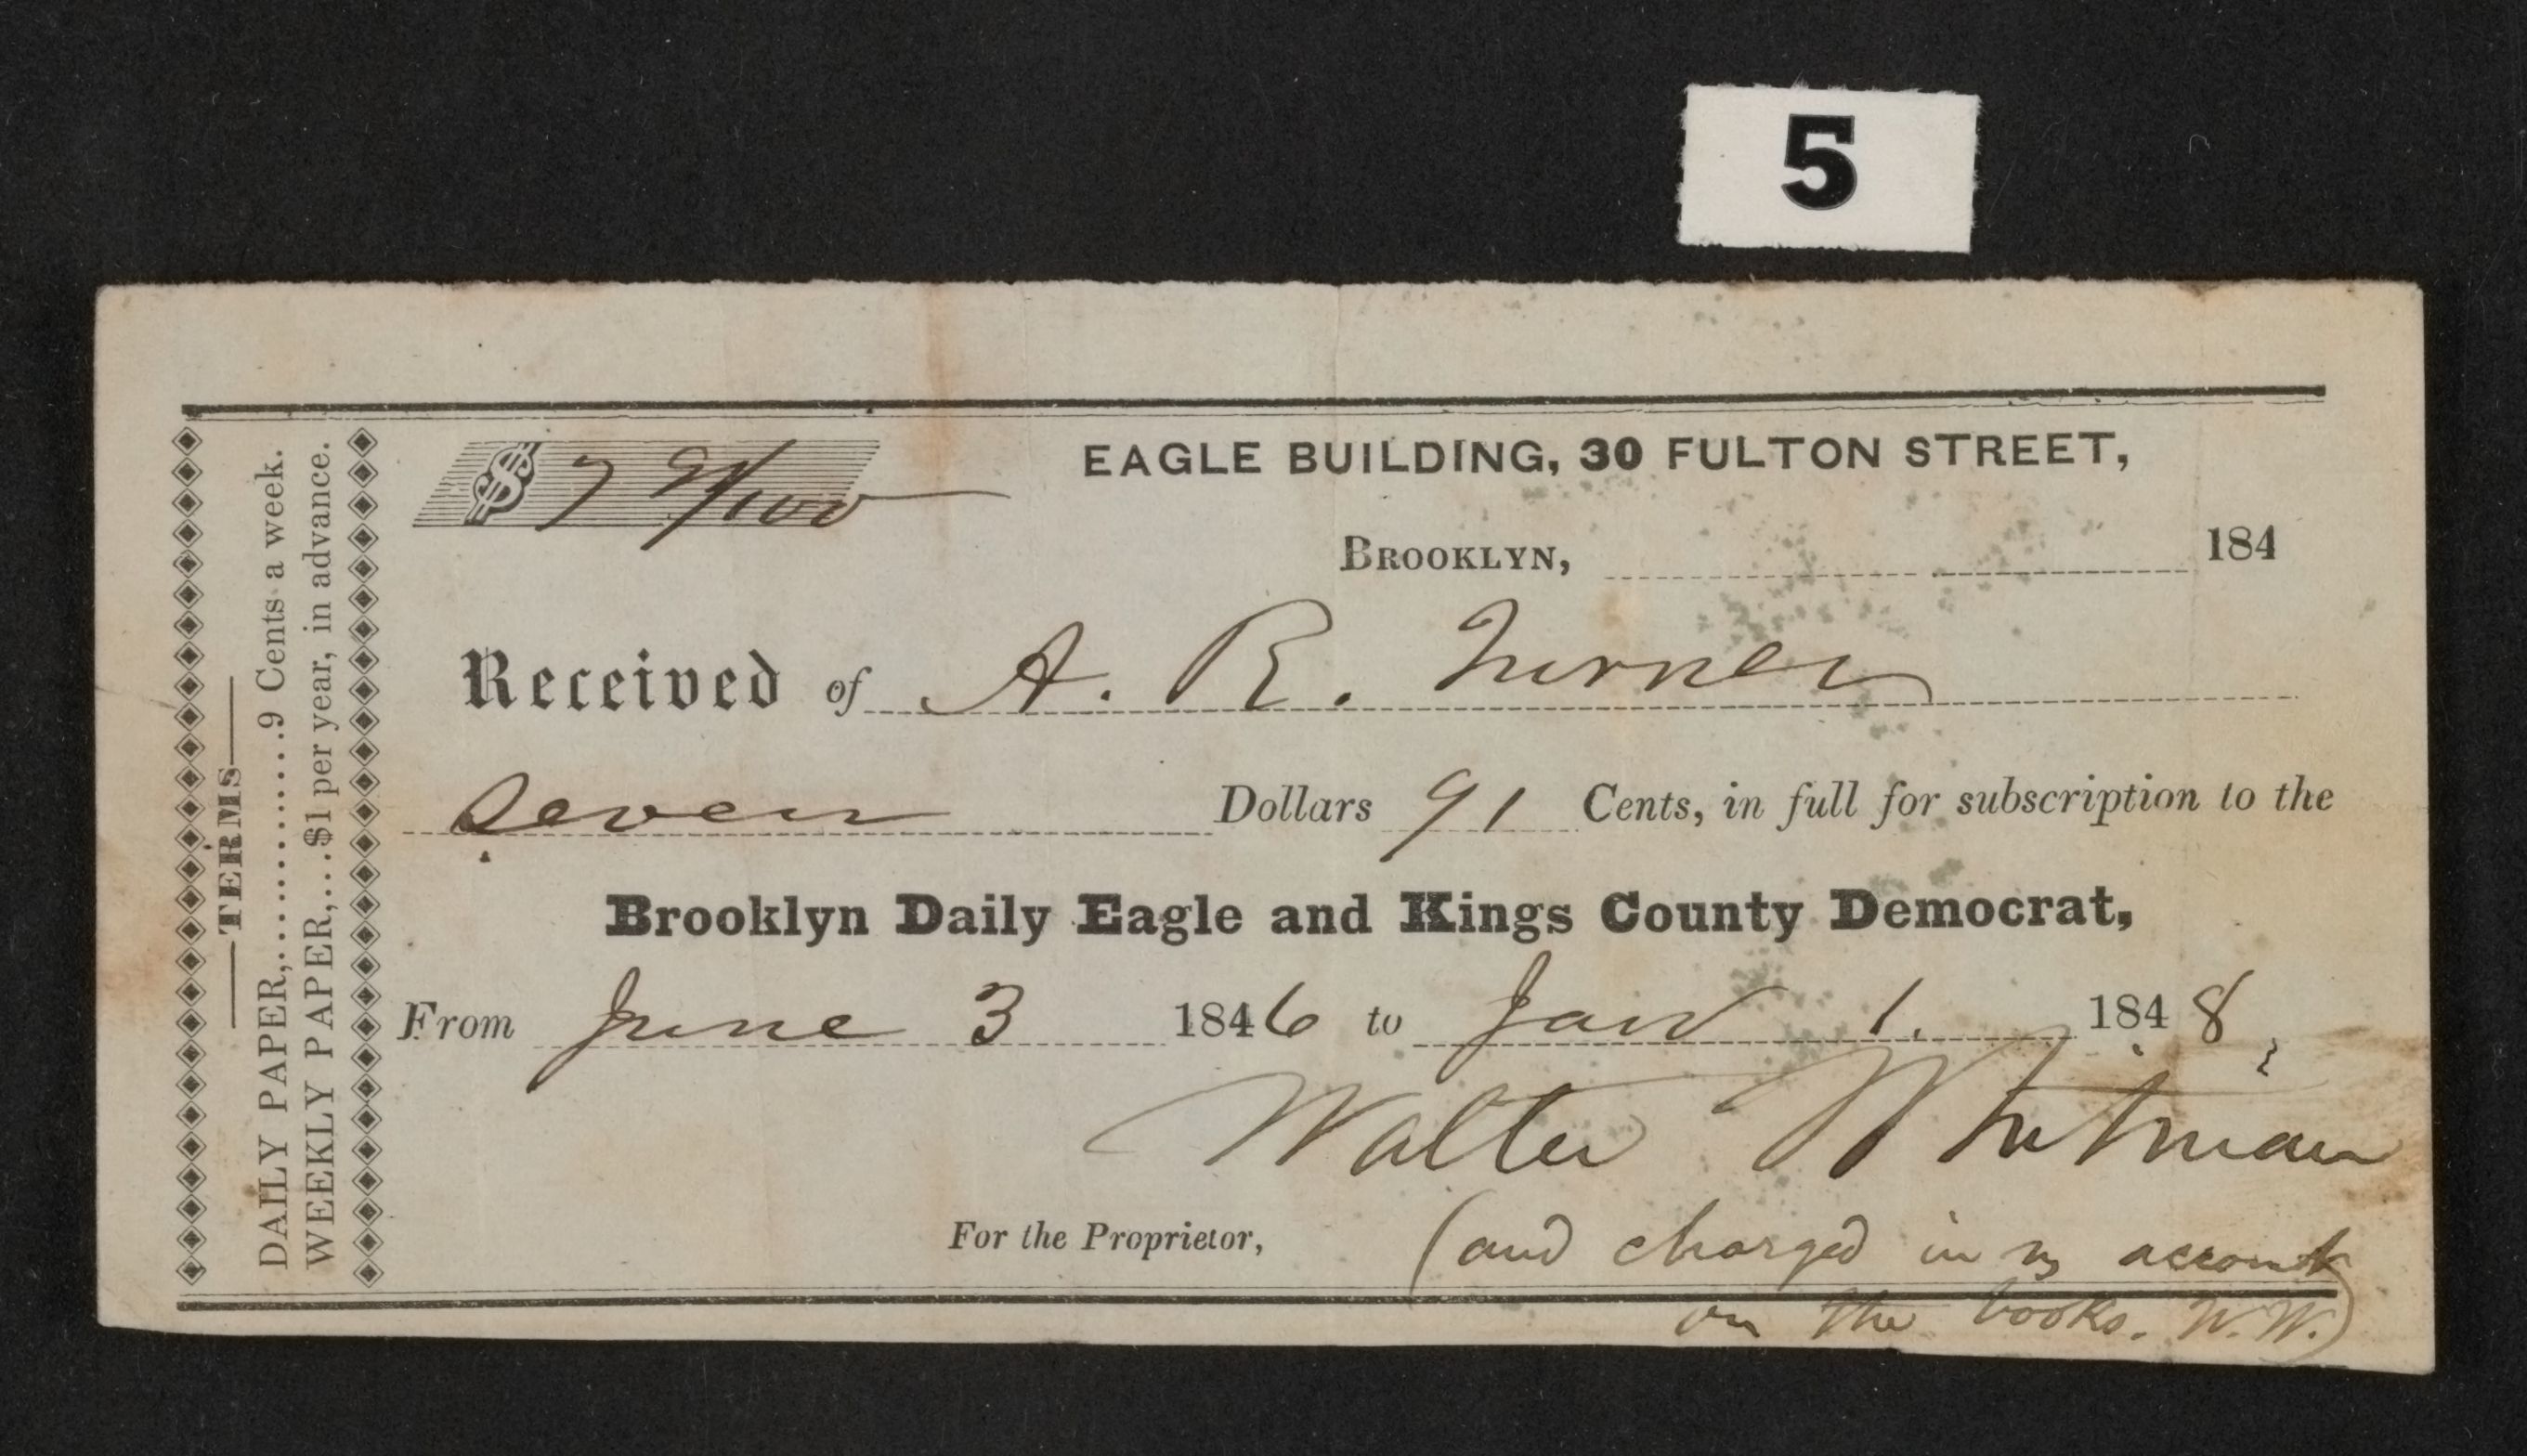 5
$ 7 91/100
EAGLE BUILDING, 30 FULTON STREET,
BROOKLYN, 184
Received of A. R. Turner
Seven Dollars 91 Cents, in full for subscription to the
Brooklyn Daily Eagle and Kings County Democrat,
From June 3 1846 to Jan 1. 1848
Walter Whitman
For the Proprietor, (and charged in my account
on the books. W.W.)
TERMS
DAILY PAPER,..............9 Cents a week.
WEEKLY PAPER,...$1 per year, in advance.